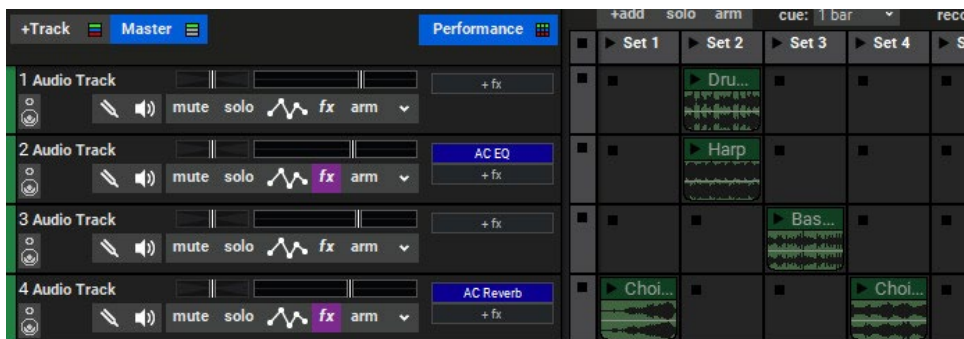 +add solo arm cue: 1 bar
+Track Master Performance
Set 1 Set 2 Set 3 Set 4
1 Audio Track
+ fx
mute solo fx arm
Dru...
2 Audio Track
AC EQ
+ fx
mute solo fx arm
Harp
3 Audio Track
+ fx
mute solo fx arm
Bas...
4 Audio Track
AC Reverb
+ fx
mute solo fx arm
Choi... Choi...